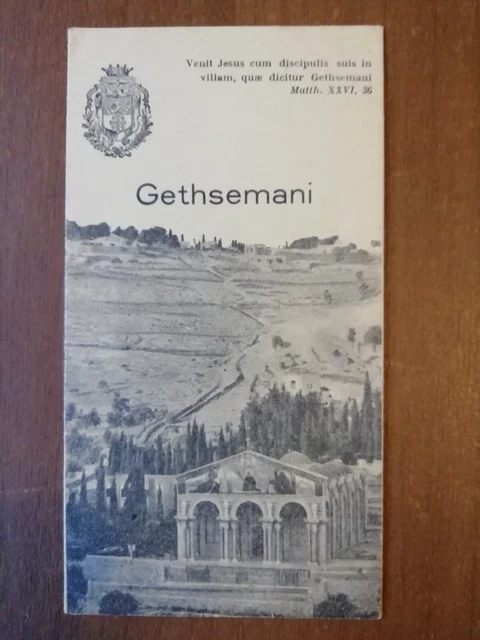 Venit Jesus cum discipulis suis in
villam, quæ dicitur Gethsemani
Matth. XXVI, 36
Gethsemani